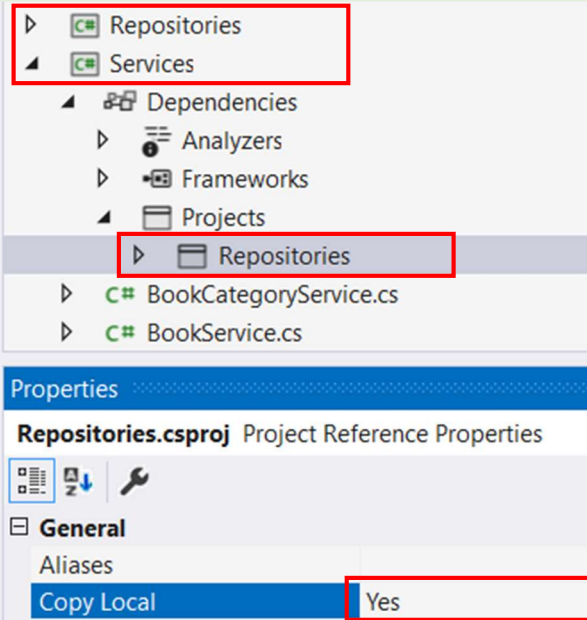 C# Repositories
C# Services
Dependencies
Analyzers
Frameworks
Projects
Repositories
C# BookCategoryService.cs
C# BookService.cs
Properties
Repositories.csproj Project Reference Properties
A Z
General
Aliases
Copy Local Yes